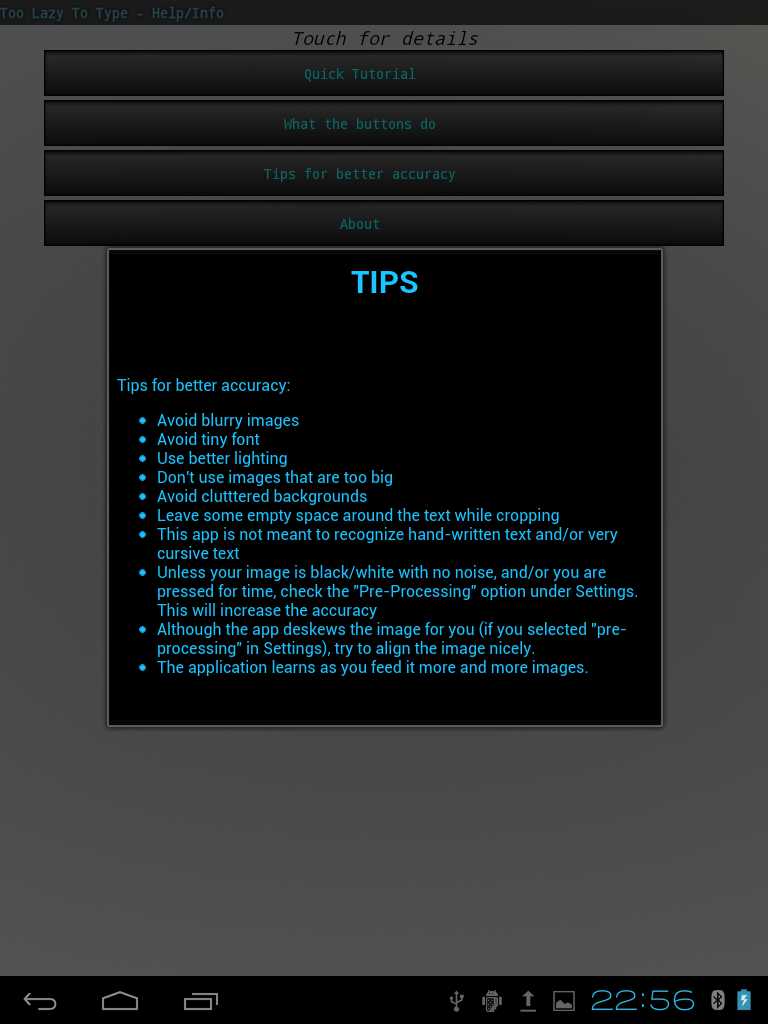 Too Lazy To Type - Help/Info
Touch for details
Quick Tutorial
What the buttons do
Tips for better accuracy
About
TIPS
Tips for better accuracy:
Avoid blurry images
Avoid tiny font
Use better lighting
Don't use images that are too big
Avoid clutttered backgrounds
Leave some empty space around the text while cropping
This app is not meant to recognize hand-written text and/or very
cursive text
Unless your image is black/white with no noise, and/or you are
pressed for time, check the "Pre-Processing" option under Settings.
This will increase the accuracy
Although the app deskews the image for you (if you selected "pre-
processing" in Settings), try to align the image nicely.
The application learns as you feed it more and more images.
22:56